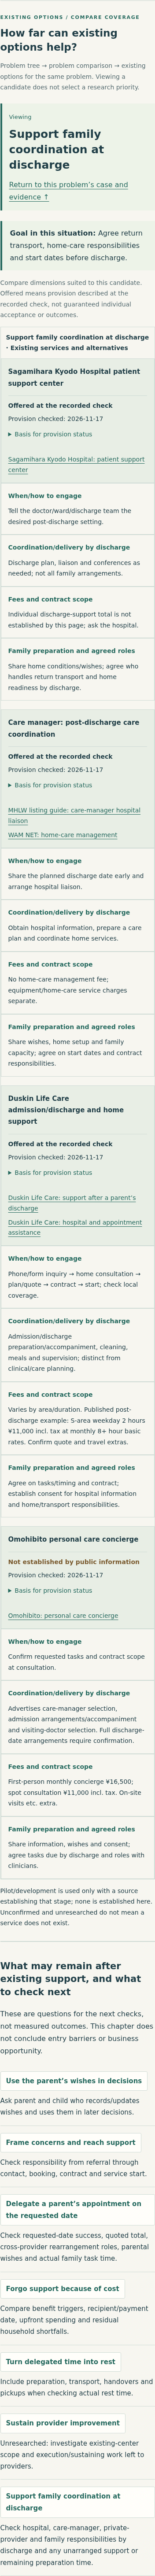 EXISTING OPTIONS / COMPARE COVERAGE
How far can existing
options help?
Problem tree → problem comparison → existing
options for the same problem. Viewing a
candidate does not select a research priority.
Viewing
Support family
coordination at
discharge
Return to this problem's case and
evidence ↑
Goal in this situation: Agree return
transport, home-care responsibilities
and start dates before discharge.
Compare dimensions suited to this candidate.
Offered means provision described at the
recorded check, not guaranteed individual
acceptance or outcomes.
Support family coordination at discharge
· Existing services and alternatives
Sagamihara Kyodo Hospital patient
support center
Offered at the recorded check
Provision checked: 2026-11-17
▶ Basis for provision status
Sagamihara Kyodo Hospital: patient support
center
When/how to engage
Tell the doctor/ward/discharge team the
desired post-discharge setting.
Coordination/delivery by discharge
Discharge plan, liaison and conferences as
needed; not all family arrangements.
Fees and contract scope
Individual discharge-support total is not
established by this page; ask the hospital.
Family preparation and agreed roles
Share home conditions/wishes; agree who
handles return transport and home
readiness by discharge.
Care manager: post-discharge care
coordination
Offered at the recorded check
Provision checked: 2026-11-17
▶ Basis for provision status
MHLW listing guide: care-manager hospital
liaison
WAM NET: home-care management
When/how to engage
Share the planned discharge date early and
arrange hospital liaison.
Coordination/delivery by discharge
Obtain hospital information, prepare a care
plan and coordinate home services.
Fees and contract scope
No home-care management fee;
equipment/home-care service charges
separate.
Family preparation and agreed roles
Share wishes, home setup and family
capacity; agree on start dates and contract
responsibilities.
Duskin Life Care
admission/discharge and home
support
Offered at the recorded check
Provision checked: 2026-11-17
▶ Basis for provision status
Duskin Life Care: support after a parent's
discharge
Duskin Life Care: hospital and appointment
assistance
When/how to engage
Phone/form inquiry → home consultation →
plan/quote → contract → start; check local
coverage.
Coordination/delivery by discharge
Admission/discharge
preparation/accompaniment, cleaning,
meals and supervision; distinct from
clinical/care planning.
Fees and contract scope
Varies by area/duration. Published post-
discharge example: S-area weekday 2 hours
¥11,000 incl. tax at monthly 8+ hour basic
rates. Confirm quote and travel extras.
Family preparation and agreed roles
Agree on tasks/timing and contract;
establish consent for hospital information
and home/transport responsibilities.
Omohibito personal care concierge
Not established by public information
Provision checked: 2026-11-17
▶ Basis for provision status
Omohibito: personal care concierge
When/how to engage
Confirm requested tasks and contract scope
at consultation.
Coordination/delivery by discharge
Advertises care-manager selection,
admission arrangements/accompaniment
and visiting-doctor selection. Full discharge-
date arrangements require confirmation.
Fees and contract scope
First-person monthly concierge ¥16,500;
spot consultation ¥11,000 incl. tax. On-site
visits etc. extra.
Family preparation and agreed roles
Share information, wishes and consent;
agree tasks due by discharge and roles with
clinicians.
Pilot/development is used only with a source
establishing that stage; none is established here.
Unconfirmed and unresearched do not mean a
service does not exist.
What may remain after
existing support, and what
to check next
These are questions for the next checks,
not measured outcomes. This chapter does
not conclude entry barriers or business
opportunity.
Use the parent's wishes in decisions
Ask parent and child who records/updates
wishes and uses them in later decisions.
Frame concerns and reach support
Check responsibility from referral through
contact, booking, contract and service start.
Delegate a parent's appointment on
the requested date
Check requested-date success, quoted total,
cross-provider rearrangement roles, parental
wishes and actual family task time.
Forgo support because of cost
Compare benefit triggers, recipient/payment
date, upfront spending and residual
household shortfalls.
Turn delegated time into rest
Include preparation, transport, handovers and
pickups when checking actual rest time.
Sustain provider improvement
Unresearched: investigate existing-center
scope and execution/sustaining work left to
providers.
Support family coordination at
discharge
Check hospital, care-manager, private-
provider and family responsibilities by
discharge and any unarranged support or
remaining preparation time.